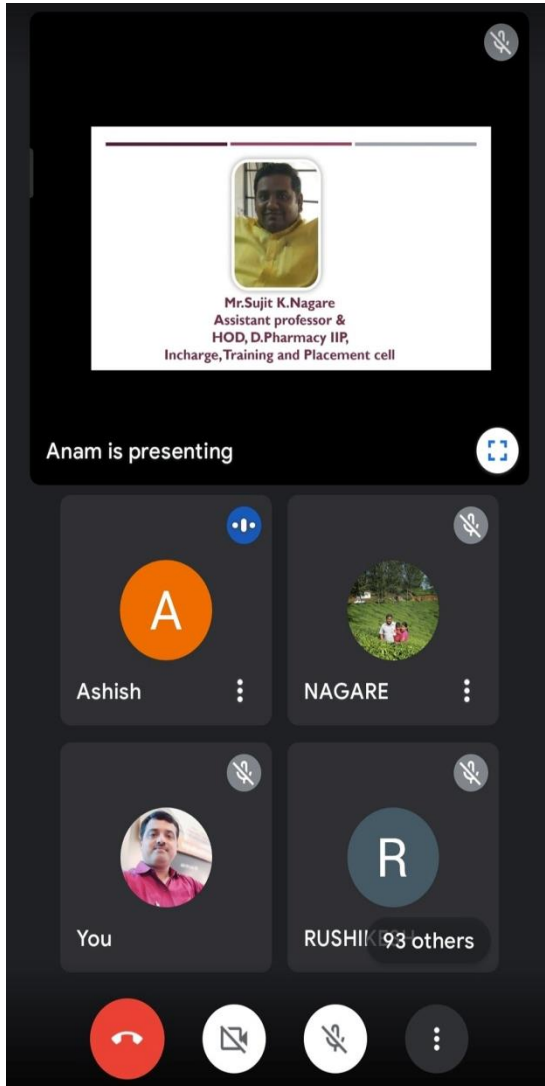 Mr.Sujit K.Nagare
Assistant professor &
HOD, D.Pharmacy IIP,
Incharge,Training and Placement cell
Anam is presenting
A
Ashish
NAGARE
You
R
RUSHIKESH
93 others